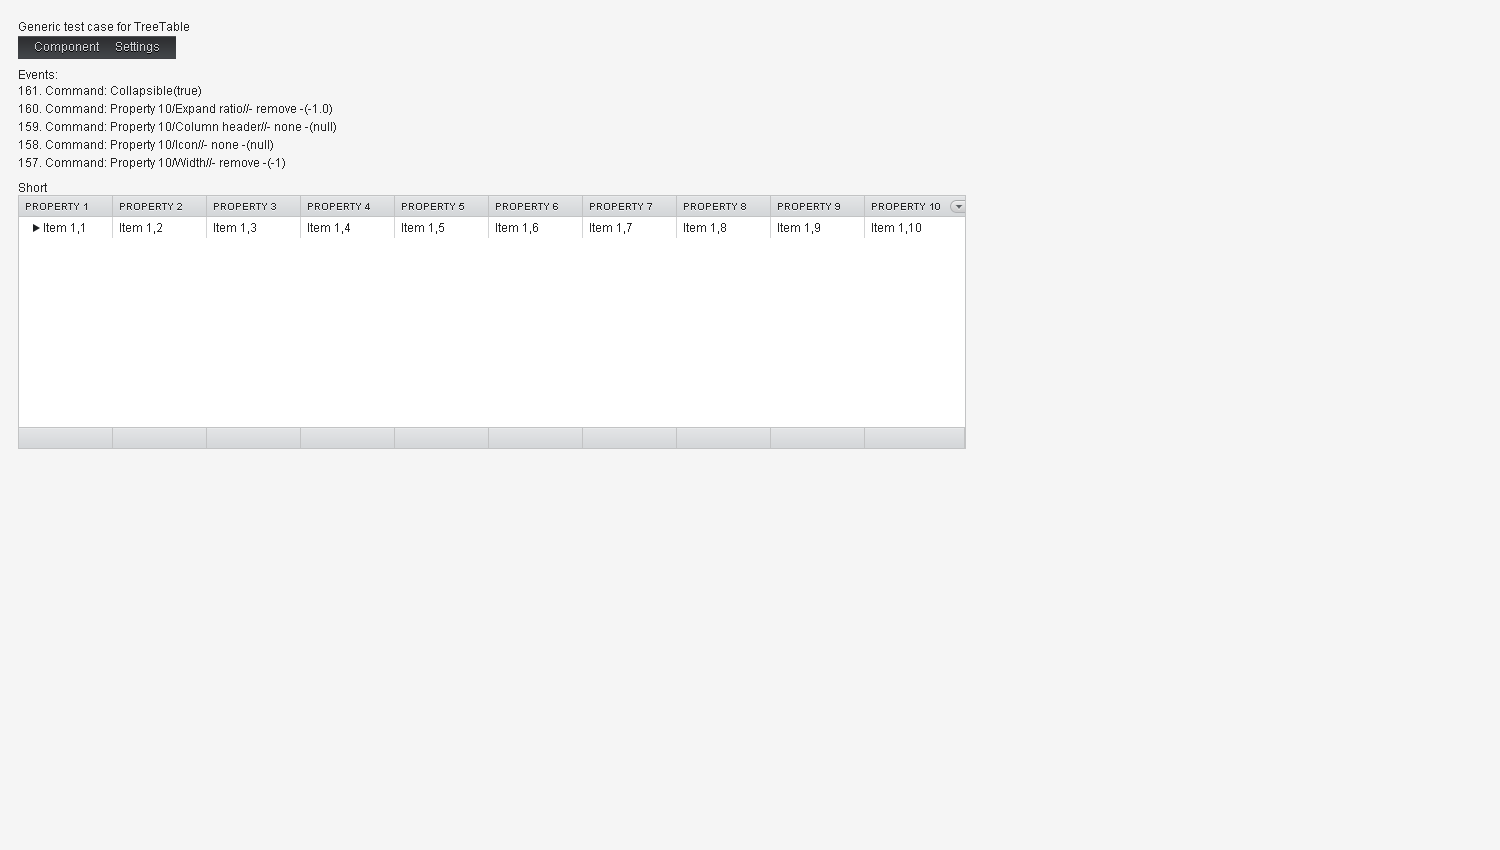 Generic test case for TreeTable
Component Settings
Events:
161. Command: Collapsible(true)
160. Command: Property 10/Expand ratio//- remove -(-1.0)
159. Command: Property 10/Column header//- none -(null)
158. Command: Property 10/Icon//- none -(null)
157. Command: Property 10/Width//- remove -(-1)
Short
PROPERTY 1 PROPERTY 2 PROPERTY 3 PROPERTY 4 PROPERTY 5 PROPERTY 6 PROPERTY 7 PROPERTY 8 PROPERTY 9 PROPERTY 10
Item 1,1 Item 1,2 Item 1,3 Item 1,4 Item 1,5 Item 1,6 Item 1,7 Item 1,8 Item 1,9 Item 1,10